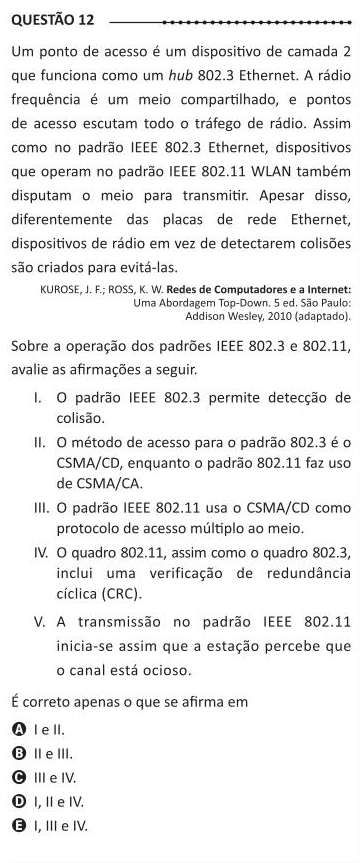 QUESTÃO 12
Um ponto de acesso é um dispositivo de camada 2
que funciona como um hub 802.3 Ethernet. A rádio
frequência é um meio compartilhado, e pontos
de acesso escutam todo o tráfego de rádio. Assim
como no padrão IEEE 802.3 Ethernet, dispositivos
que operam no padrão IEEE 802.11 WLAN também
disputam o meio para transmitir. Apesar disso,
diferentemente das placas de rede Ethernet,
dispositivos de rádio em vez de detectarem colisões
são criados para evitá-las.
KUROSE, J. F.; ROSS, K. W. Redes de Computadores e a Internet:
Uma Abordagem Top-Down. 5 ed. São Paulo:
Addison Wesley, 2010 (adaptado).
Sobre a operação dos padrões IEEE 802.3 e 802.11,
avalie as afirmações a seguir.
I. O padrão IEEE 802.3 permite detecção de
colisão.
II. O método de acesso para o padrão 802.3 é o
CSMA/CD, enquanto o padrão 802.11 faz uso
de CSMA/CA.
III. O padrão IEEE 802.11 usa o CSMA/CD como
protocolo de acesso múltiplo ao meio.
IV. O quadro 802.11, assim como o quadro 802.3,
inclui uma verificação de redundância
cíclica (CRC).
V. A transmissão no padrão IEEE 802.11
inicia-se assim que a estação percebe que
o canal está ocioso.
É correto apenas o que se afirma em
A I e II.
B II e III.
C III e IV.
D I, II e IV.
E I, III e IV.